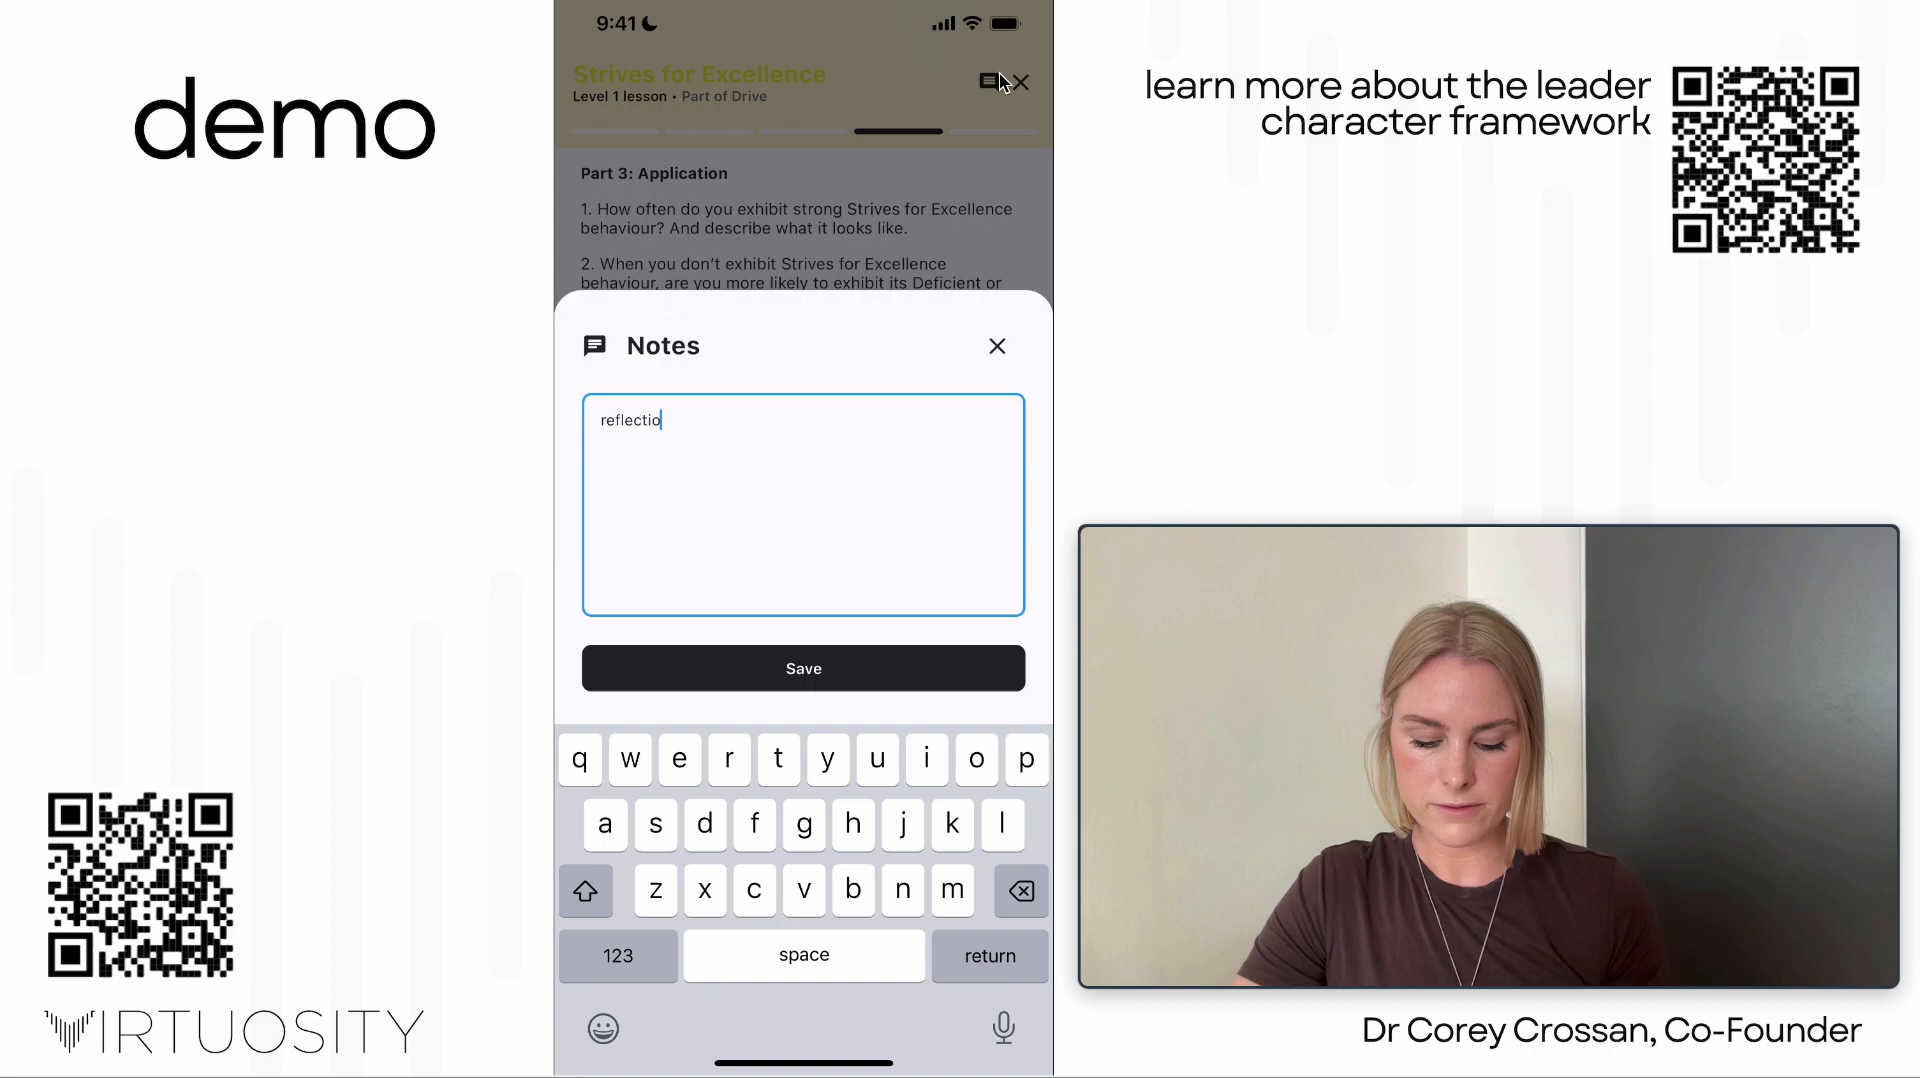 demo
9:41
Strives for Excellence
Level 1 lesson • Part of Drive
Part 3: Application
1. How often do you exhibit strong Strives for Excellence
behaviour? And describe what it looks like.
2. When you don't exhibit Strives for Excellence
behaviour, are you more likely to exhibit its Deficient or
Notes
reflectio
Save
q w e r t y u i o p
a s d f g h j k l
z x c v b n m
123 space return
learn more about the leader
character framework
VIRTUOSITY
Dr Corey Crossan, Co-Founder